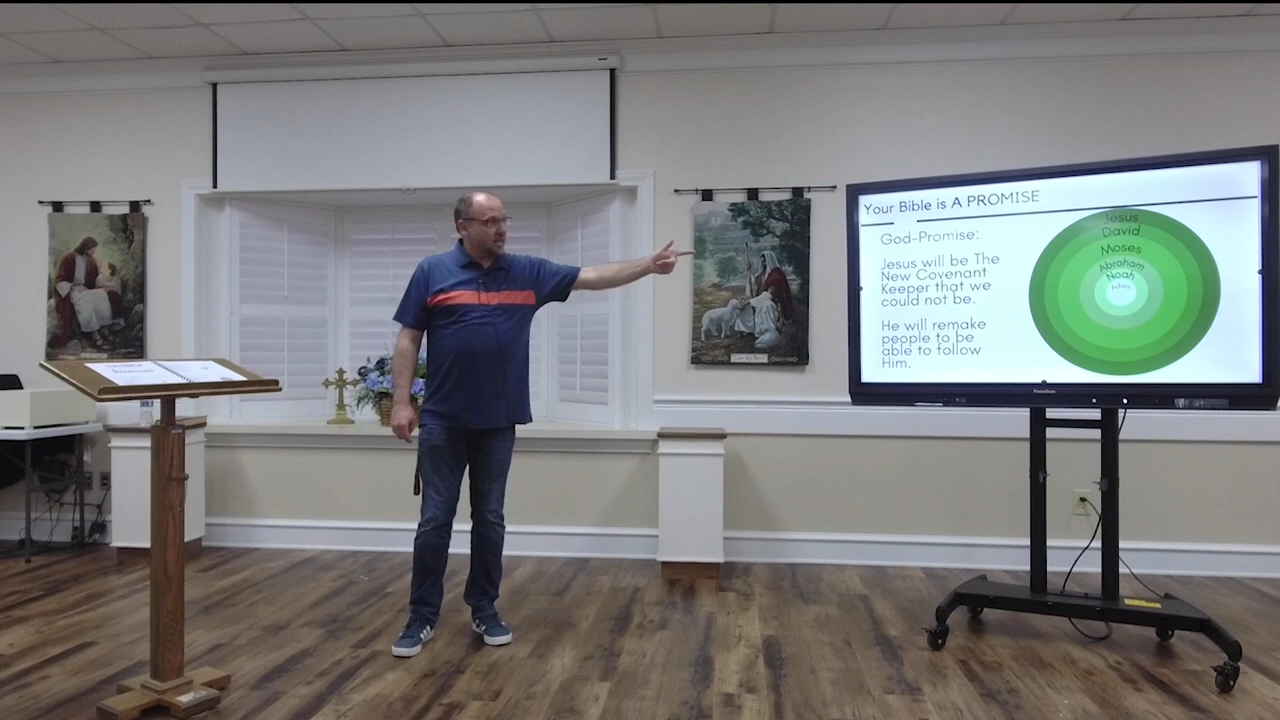 Your Bible is A PROMISE
God-Promise:
Jesus will be The
New Covenant
Keeper that we
could not be.
He will remake
people to be
able to follow
Him.
Jesus
David
Moses
Abraham
Noah
Adam